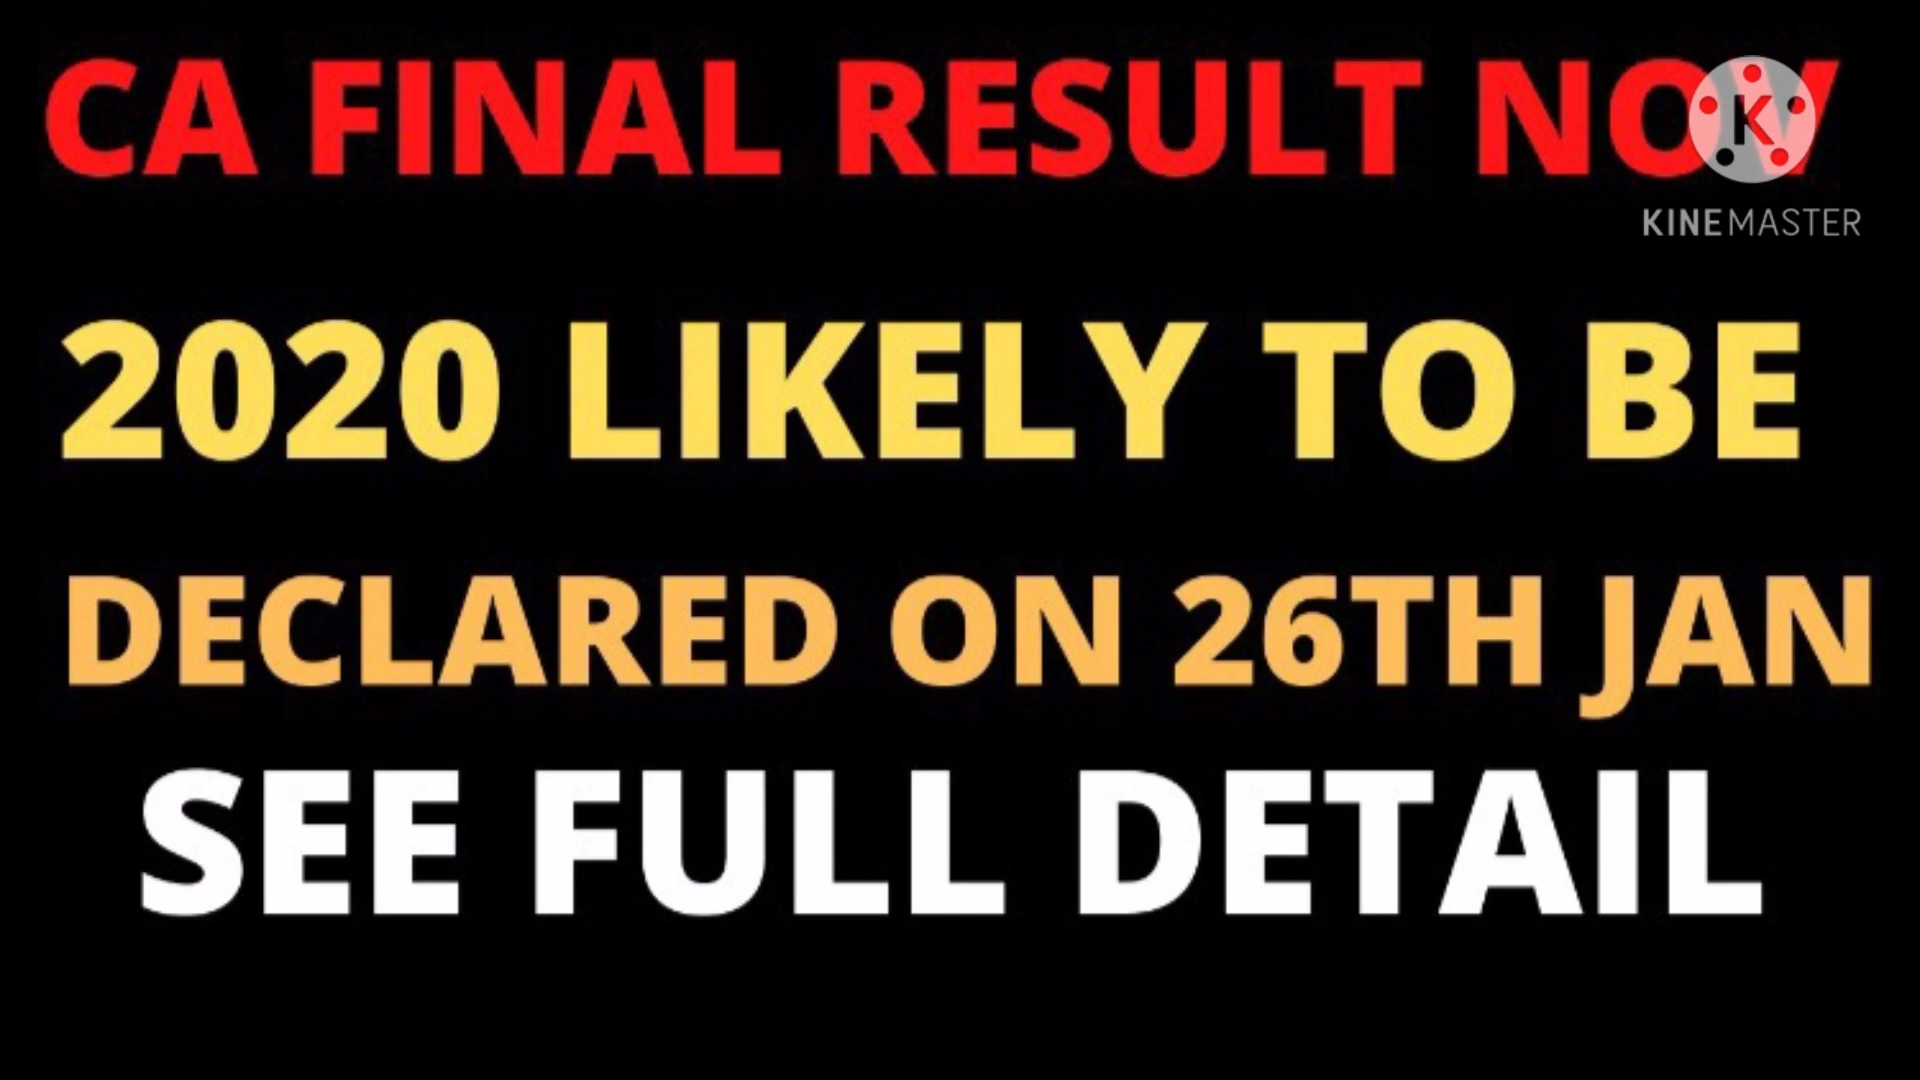 CA FINAL RESULT NOV
KINEMASTER
2020 LIKELY TO BE
DECLARED ON 26TH JAN
SEE FULL DETAIL